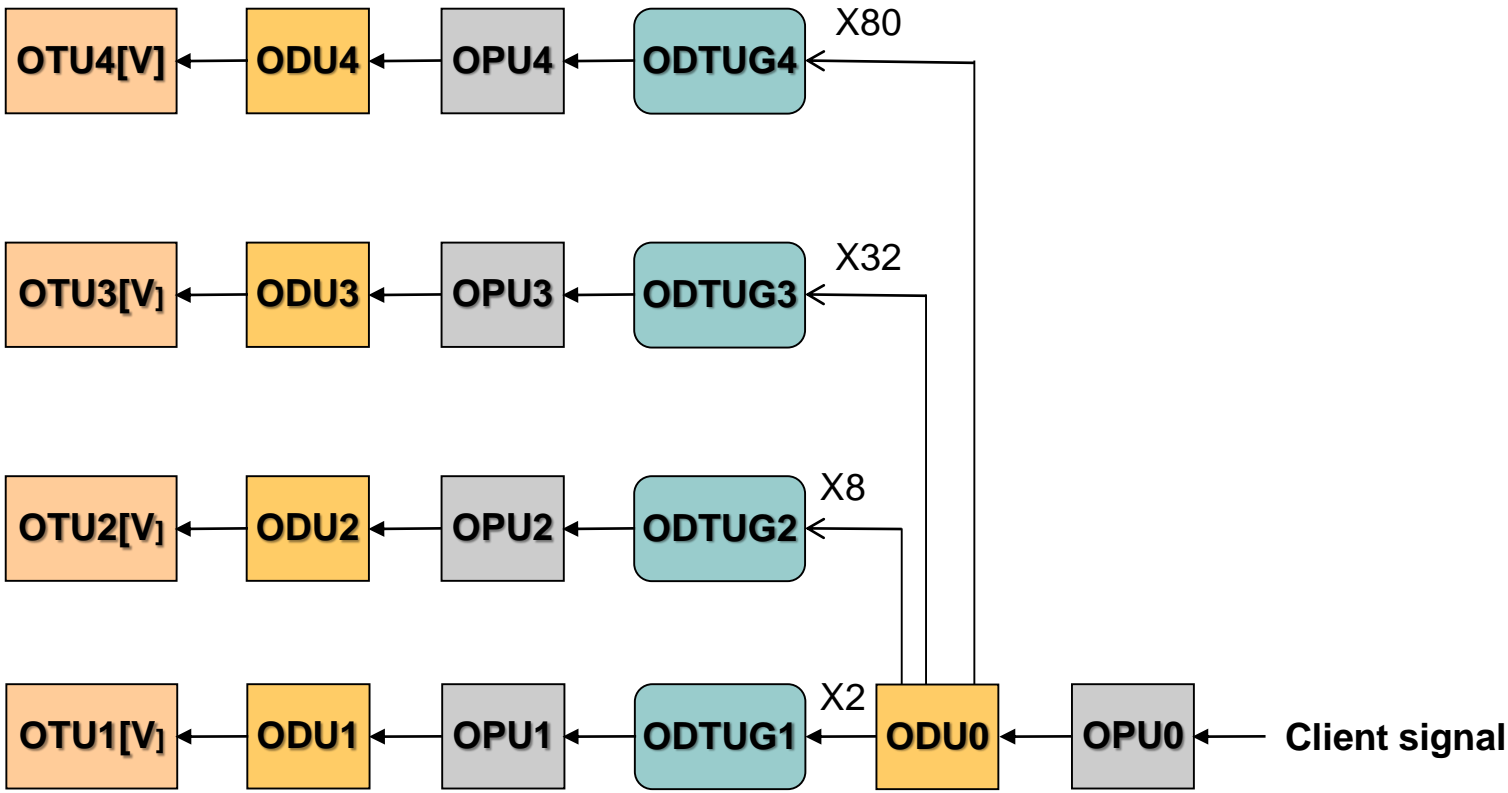 X80
OTU4[V] ODU4 OPU4 ODTUG4
X32
OTU3[V] ODU3 OPU3 ODTUG3
X8
OTU2[V] ODU2 OPU2 ODTUG2
X2
OTU1[V] ODU1 OPU1 ODTUG1 ODU0 OPU0 Client signal